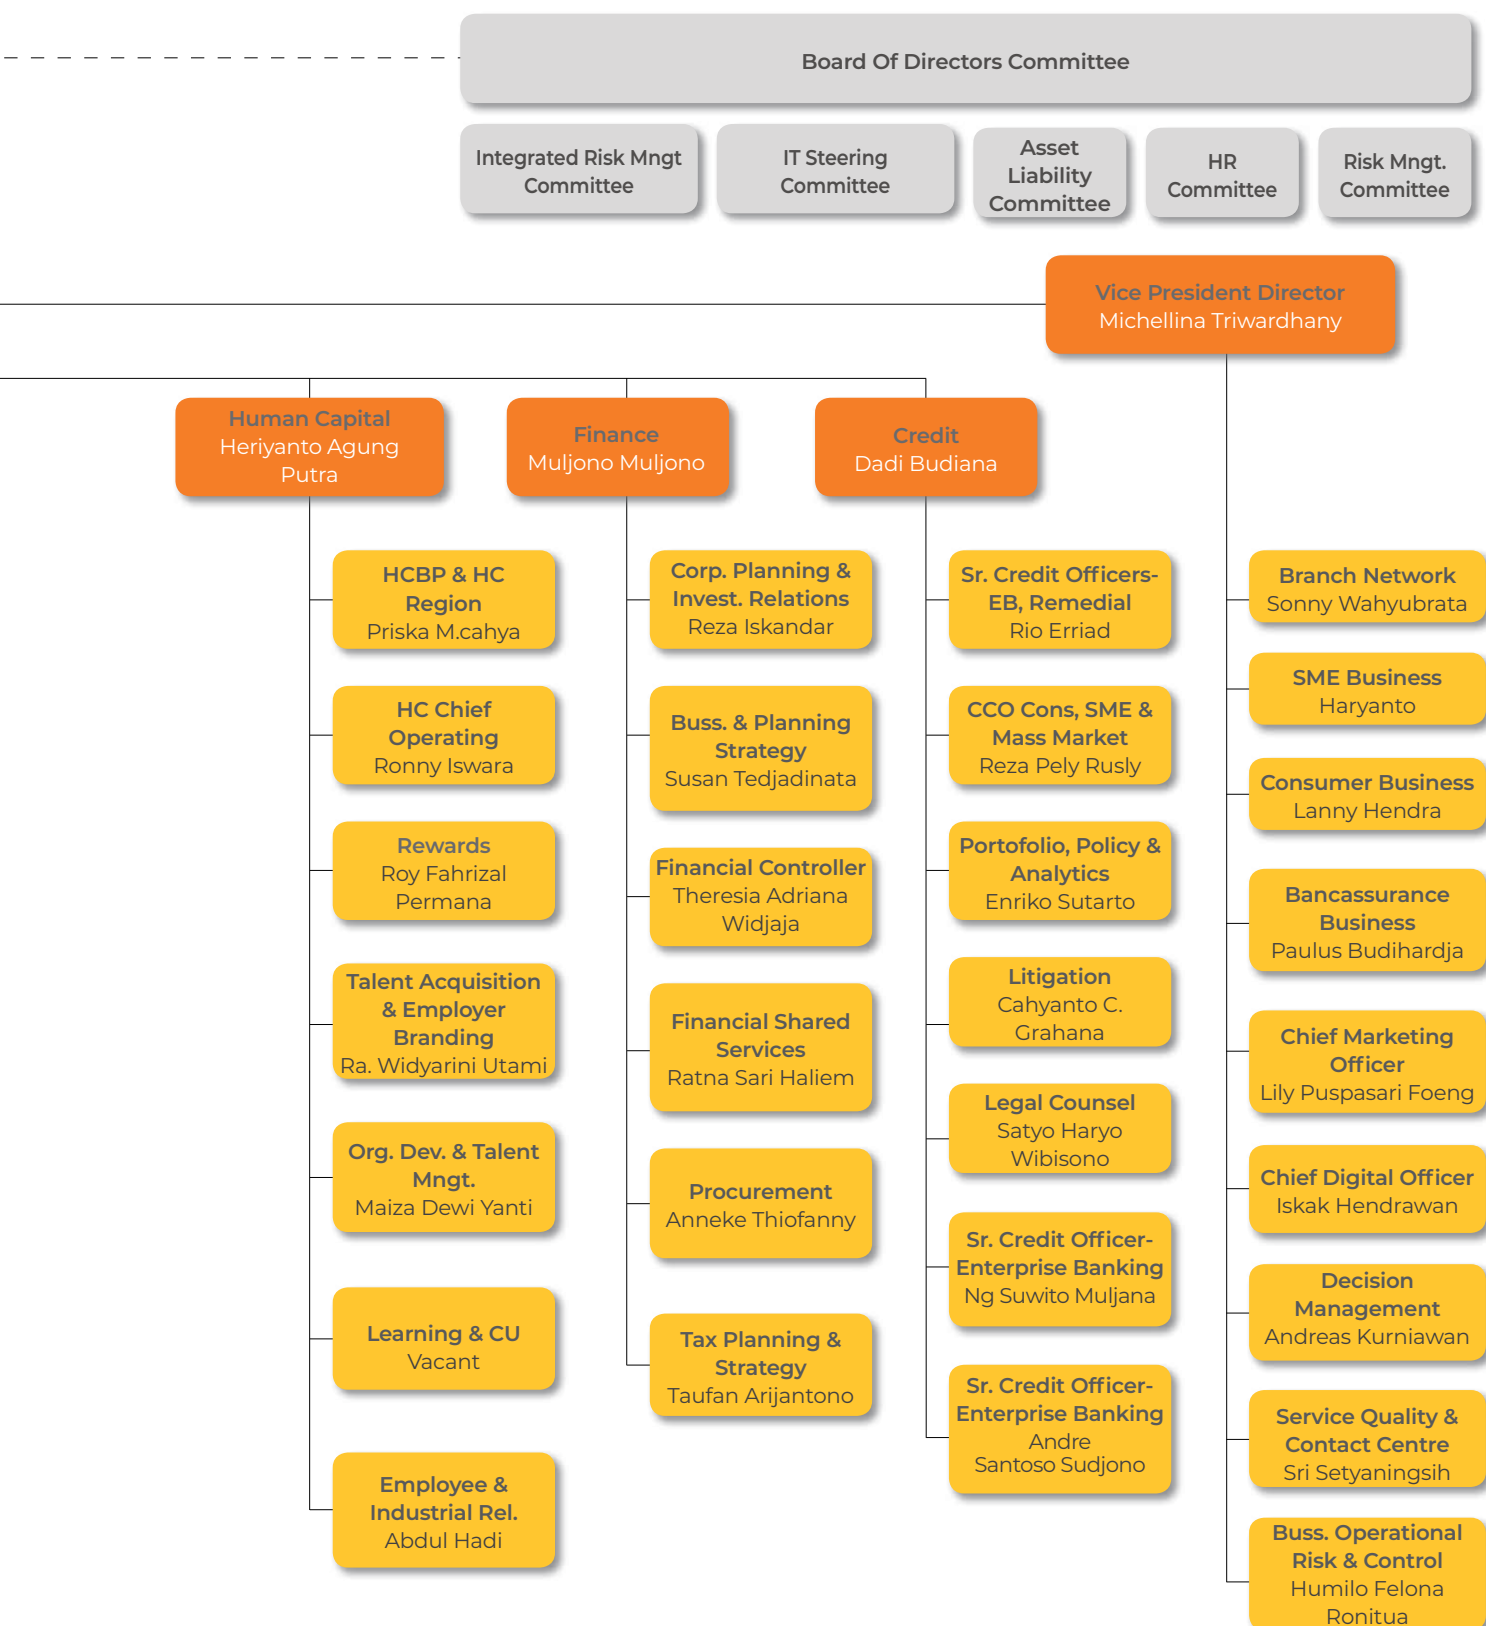 Board Of Directors Committee
Integrated Risk Mngt
Committee
IT Steering
Committee
Asset
Liability
Committee
HR
Committee
Risk Mngt.
Committee
Vice President Director
Michellina Triwardhany
Human Capital
Heriyanto Agung
Putra
Finance
Muljono Muljono
Credit
Dadi Budiana
HCBP & HC
Region
Priska M.cahya
HC Chief
Operating
Ronny Iswara
Rewards
Roy Fahrizal
Permana
Talent Acquisition
& Employer
Branding
Ra. Widyarini Utami
Org. Dev. & Talent
Mngt.
Maiza Dewi Yanti
Learning & CU
Vacant
Employee &
Industrial Rel.
Abdul Hadi
Corp. Planning &
Invest. Relations
Reza Iskandar
Buss. & Planning
Strategy
Susan Tedjadinata
Financial Controller
Theresia Adriana
Widjaja
Financial Shared
Services
Ratna Sari Haliem
Procurement
Anneke Thiofanny
Tax Planning &
Strategy
Taufan Arijantono
Sr. Credit Officers-
EB, Remedial
Rio Erriad
CCO Cons, SME &
Mass Market
Reza Pely Rusly
Portofolio, Policy &
Analytics
Enriko Sutarto
Litigation
Cahyanto C.
Grahana
Legal Counsel
Satyo Haryo
Wibisono
Sr. Credit Officer-
Enterprise Banking
Ng Suwito Muljana
Sr. Credit Officer-
Enterprise Banking
Andre
Santoso Sudjono
Branch Network
Sonny Wahyubrata
SME Business
Haryanto
Consumer Business
Lanny Hendra
Bancassurance
Business
Paulus Budihardja
Chief Marketing
Officer
Lily Puspasari Foeng
Chief Digital Officer
Iskak Hendrawan
Decision
Management
Andreas Kurniawan
Service Quality &
Contact Centre
Sri Setyaningsih
Buss. Operational
Risk & Control
Humilo Felona
Ronitua